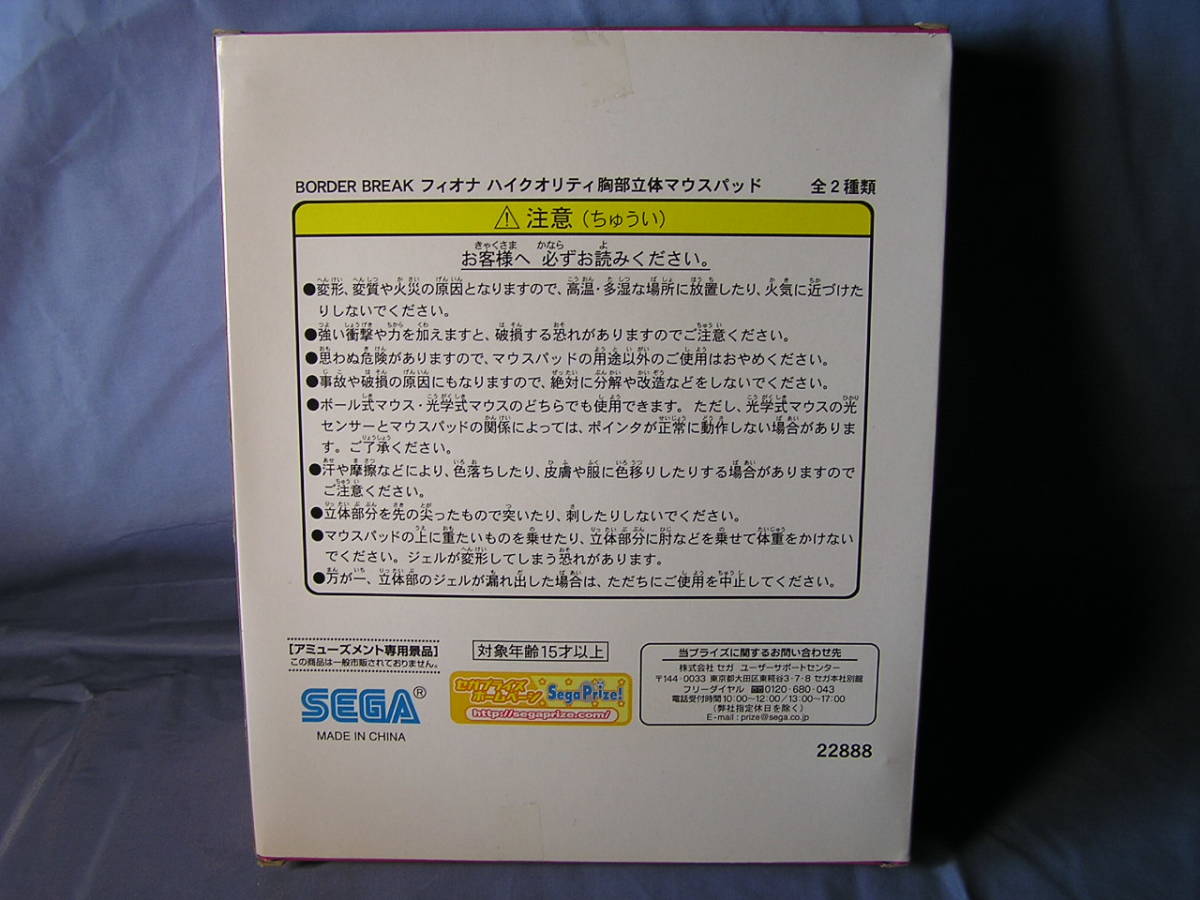 BORDER BREAK フィオナ ハイクオリティ胸部立体マウスパッド 全2種類
⚠ 注意(ちゅうい)
お客様へ 必ずお読みください。
●変形、変質や火災の原因となりますので、高温・多湿な場所に放置したり、火気に近づけた
りしないでください。
●強い衝撃や力を加えますと、破損する恐れがありますのでご注意ください。
●思わぬ危険がありますので、マウスパッドの用途以外のご使用はおやめください。
●事故や破損の原因にもなりますので、絶対に分解や改造などをしないでください。
●ボール式マウス・光学式マウスのどちらでも使用できます。ただし、光学式マウスの光
センサーとマウスパッドの関係によっては、ポインタが正常に動作しない場合がありま
す。ご了承ください。
●汗や摩擦などにより、色落ちしたり、皮膚や服に色移りしたりする場合がありますので
ご注意ください。
●立体部分を先の尖ったもので突いたり、刺したりしないでください。
●マウスパッドの上に重たいものを乗せたり、立体部分に肘などを乗せて体重をかけない
でください。ジェルが変形してしまう恐れがあります。
●万が一、立体部のジェルが漏れ出した場合は、ただちにご使用を中止してください。
[アミューズメント専用景品]
この商品は一般市販されておりません。
SEGA®
MADE IN CHINA
対象年齢15才以上
セガプライズ
ホームページ SegaPrize!
http://segaprize.com/
当プライズに関するお問い合わせ先
株式会社 セガ ユーザーサポートセンター
〒144-0033 東京都大田区東糀谷3-7-8 セガ本社別館
フリーダイヤル 0120-680-043
電話受付時間 10:00~12:00/13:00~17:00
(弊社指定休日を除く)
E-mail:prize@sega.co.jp
22888